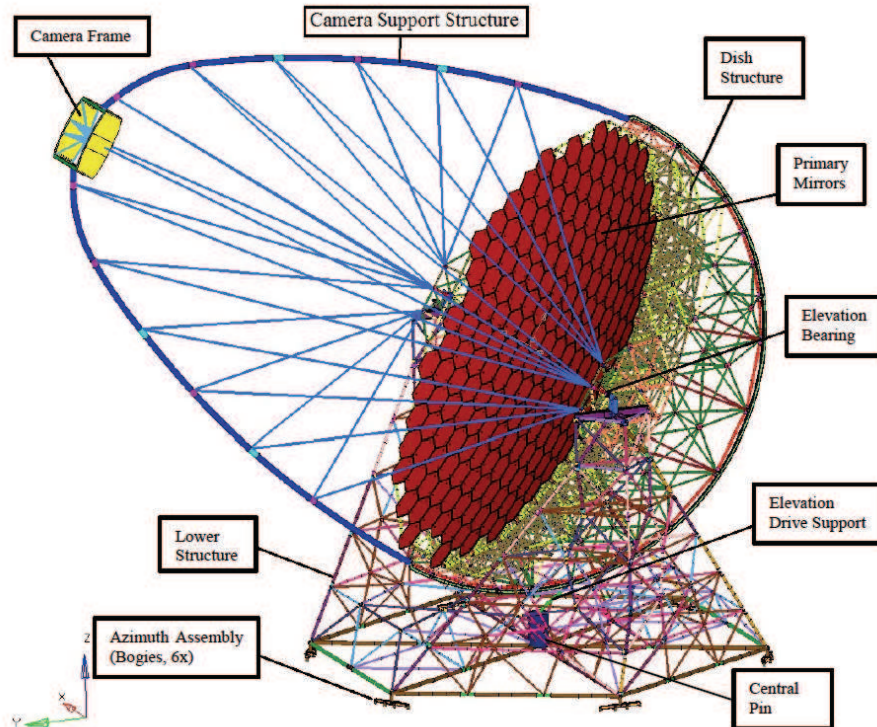 Camera Support Structure
Camera Frame
Dish
Structure
Primary
Mirrors
Elevation
Bearing
Elevation
Drive Support
Lower
Structure
Azimuth Assembly
(Bogies, 6x)
Central
Pin
Z
X
Y